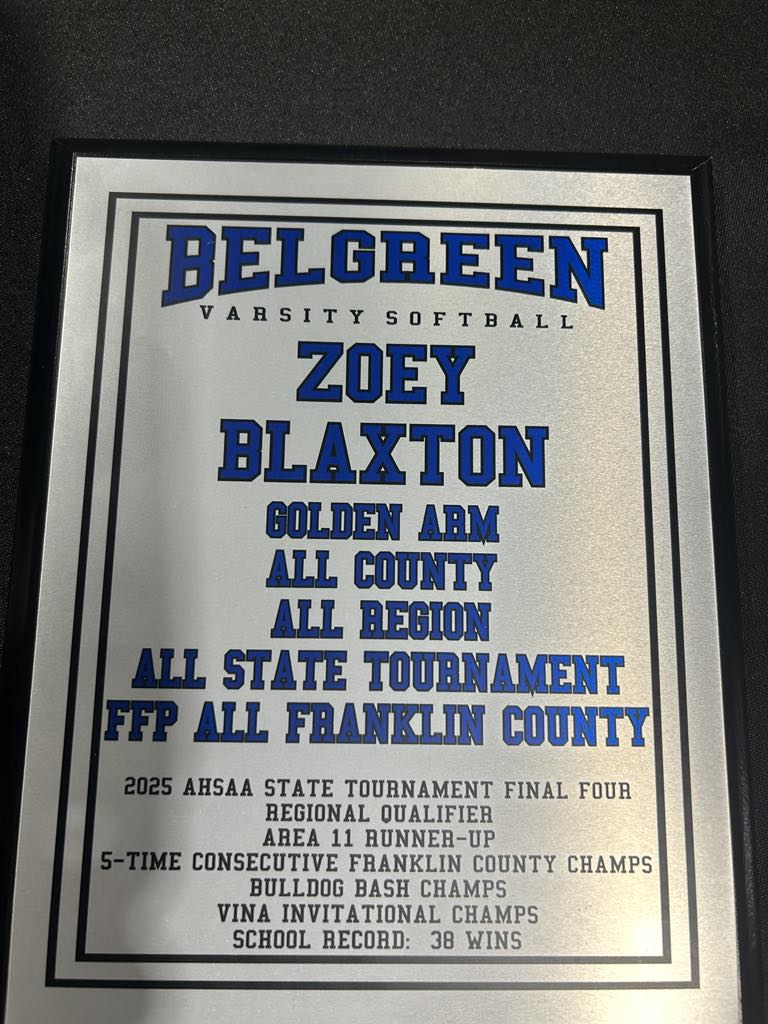 BELGREEN
VARSITY SOFTBALL
ZOEY
BLAXTON
GOLDEN ARM
ALL COUNTY
ALL REGION
ALL STATE TOURNAMENT
FFP ALL FRANKLIN COUNTY
2025 AHSAA STATE TOURNAMENT FINAL FOUR
REGIONAL QUALIFIER
AREA 11 RUNNER-UP
5-TIME CONSECUTIVE FRANKLIN COUNTY CHAMPS
BULLDOG BASH CHAMPS
VINA INVITATIONAL CHAMPS
SCHOOL RECORD: 38 WINS